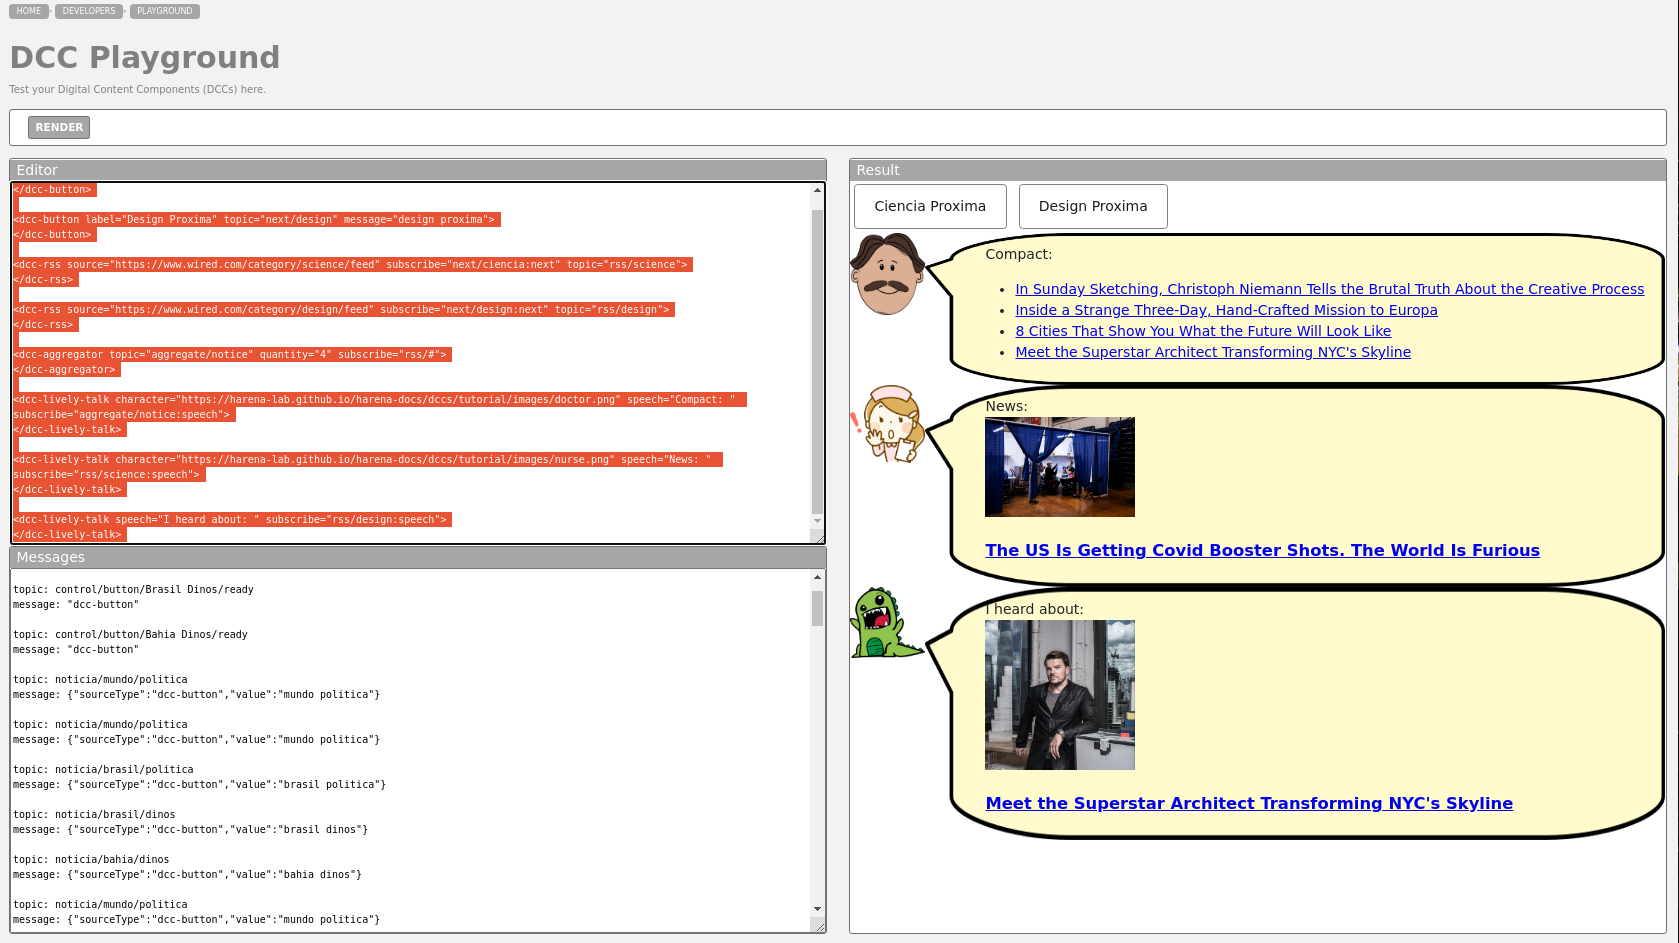 HOME DEVELOPERS PLAYGROUND
DCC Playground
Test your Digital Content Components (DCCs) here.
RENDER
Editor
</dcc-button>
<dcc-button label="Design Proxima" topic="next/design" message="design proxima">
</dcc-button>
<dcc-rss source="https://www.wired.com/category/science/feed" subscribe="next/ciencia:next" topic="rss/science">
</dcc-rss>
<dcc-rss source="https://www.wired.com/category/design/feed" subscribe="next/design:next" topic="rss/design">
</dcc-rss>
<dcc-aggregator topic="aggregate/notice" quantity="4" subscribe="rss/#">
</dcc-aggregator>
<dcc-lively-talk character="https://harena-lab.github.io/harena-docs/dccs/tutorial/images/doctor.png" speech="Compact: "
subscribe="aggregate/notice:speech">
</dcc-lively-talk>
<dcc-lively-talk character="https://harena-lab.github.io/harena-docs/dccs/tutorial/images/nurse.png" speech="News: "
subscribe="rss/science:speech">
</dcc-lively-talk>
<dcc-lively-talk speech="I heard about: " subscribe="rss/design:speech">
</dcc-lively-talk>
Messages
topic: control/button/Brasil Dinos/ready
message: "dcc-button"
topic: control/button/Bahia Dinos/ready
message: "dcc-button"
topic: noticia/mundo/politica
message: {"sourceType":"dcc-button","value":"mundo politica"}
topic: noticia/mundo/politica
message: {"sourceType":"dcc-button","value":"mundo politica"}
topic: noticia/brasil/politica
message: {"sourceType":"dcc-button","value":"brasil politica"}
topic: noticia/brasil/dinos
message: {"sourceType":"dcc-button","value":"brasil dinos"}
topic: noticia/bahia/dinos
message: {"sourceType":"dcc-button","value":"bahia dinos"}
topic: noticia/mundo/politica
message: {"sourceType":"dcc-button","value":"mundo politica"}
Result
Ciencia Proxima Design Proxima
Compact:
• In Sunday Sketching, Christoph Niemann Tells the Brutal Truth About the Creative Process
• Inside a Strange Three-Day, Hand-Crafted Mission to Europa
• 8 Cities That Show You What the Future Will Look Like
• Meet the Superstar Architect Transforming NYC's Skyline
News:
The US Is Getting Covid Booster Shots. The World Is Furious
I heard about:
Meet the Superstar Architect Transforming NYC's Skyline